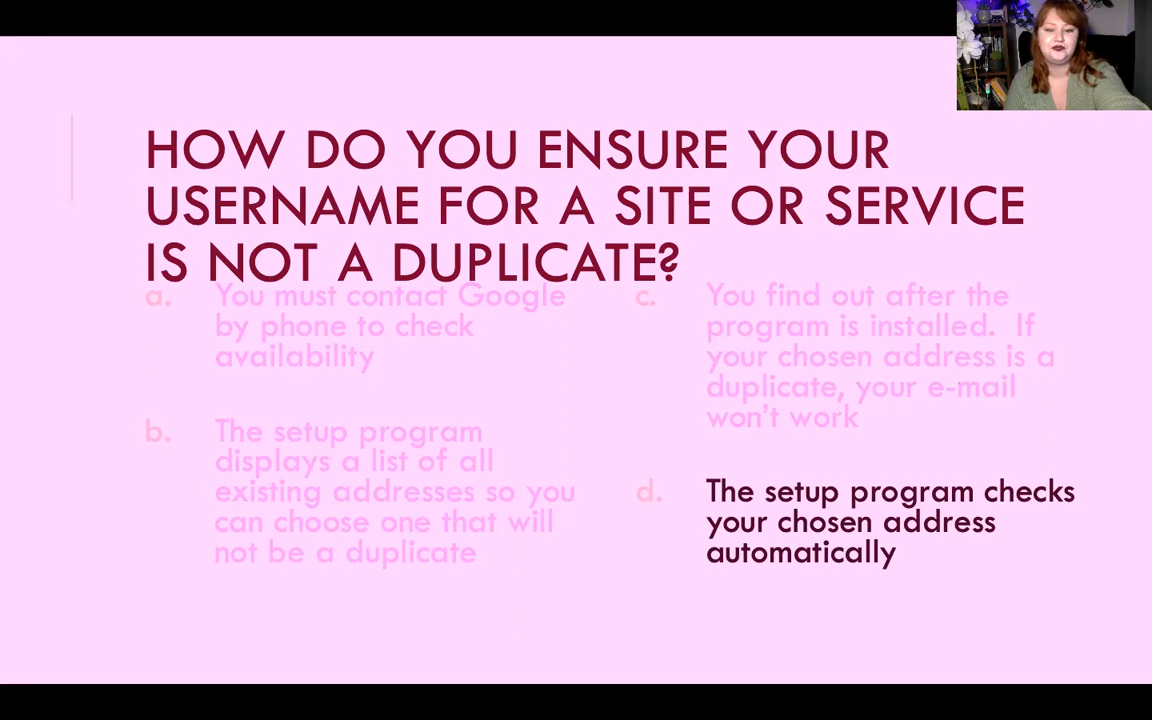 HOW DO YOU ENSURE YOUR
USERNAME FOR A SITE OR SERVICE
IS NOT A DUPLICATE?
a. You must contact Google
by phone to check
availability
b. The setup program
displays a list of all
existing addresses so you
can choose one that will
not be a duplicate
c. You find out after the
program is installed.  If
your chosen address is a
duplicate, your e-mail
won't work
d. The setup program checks
your chosen address
automatically